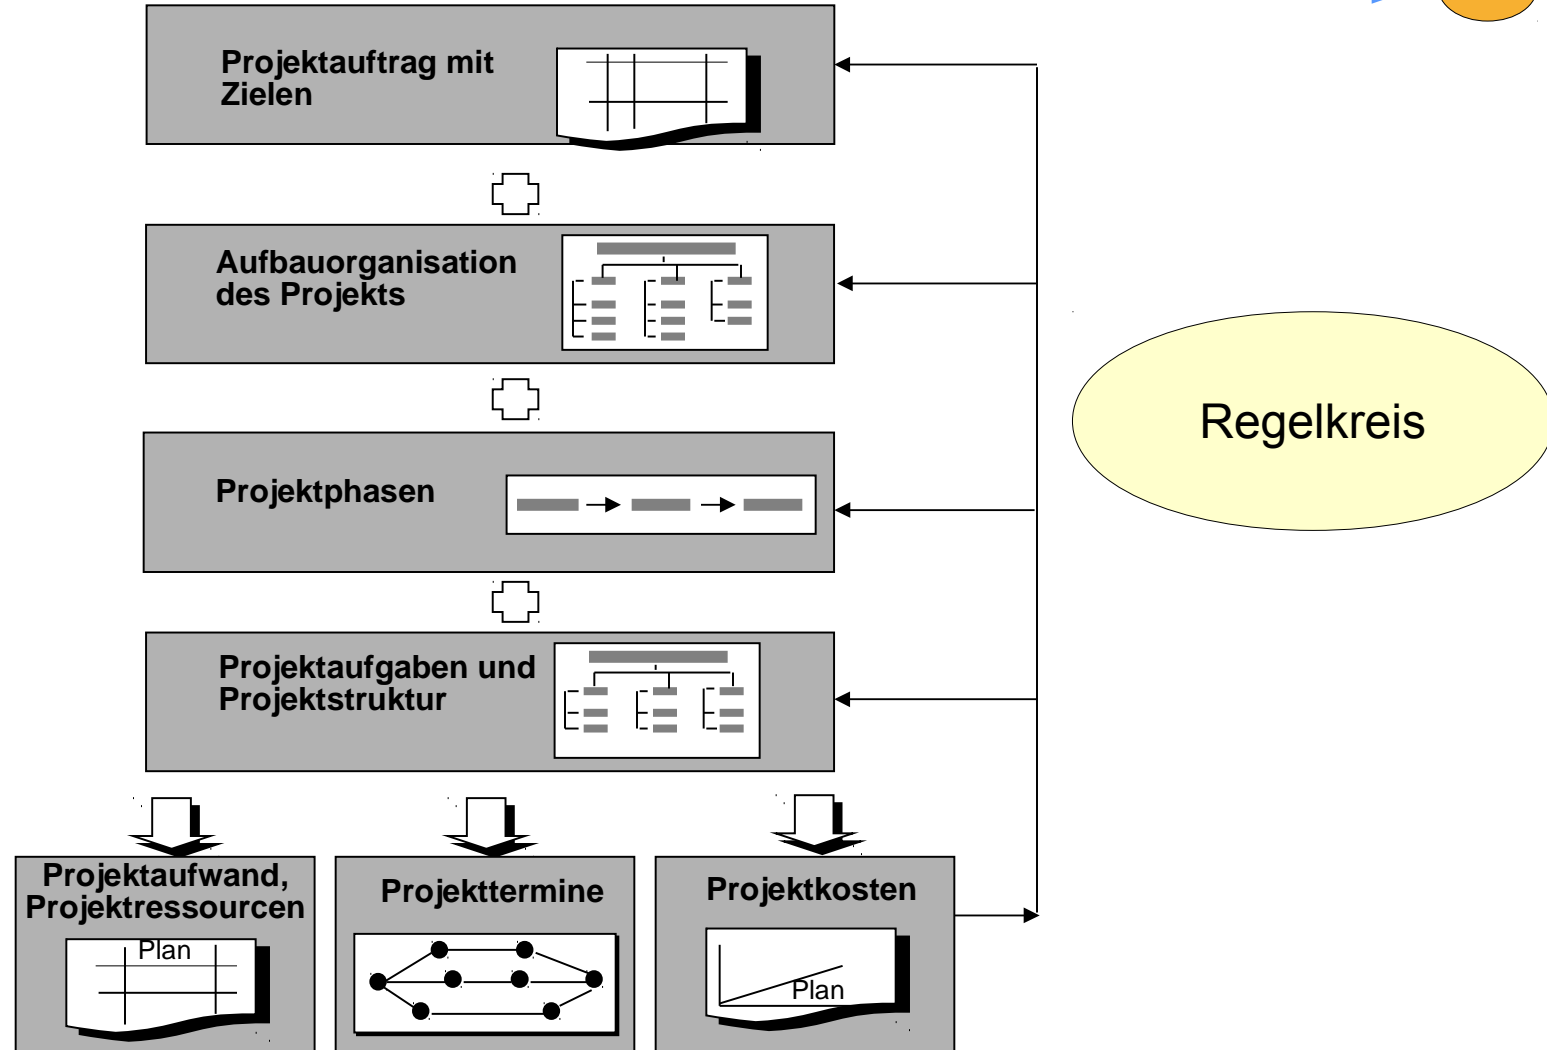 Projektauftrag mit
Zielen
Aufbauorganisation
des Projekts
Regelkreis
Projektphasen
Projektaufgaben und
Projektstruktur
Projektaufwand,
Projektressourcen
Plan
Projekttermine
Projektkosten
Plan